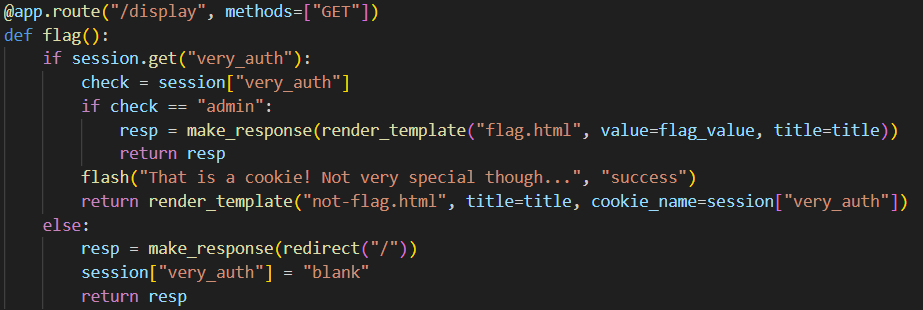 @app.route("/display", methods=["GET"])
def flag():
    if session.get("very_auth"):
        check = session["very_auth"]
        if check == "admin":
            resp = make_response(render_template("flag.html", value=flag_value, title=title))
            return resp
        flash("That is a cookie! Not very special though...", "success")
        return render_template("not-flag.html", title=title, cookie_name=session["very_auth"])
    else:
        resp = make_response(redirect("/"))
        session["very_auth"] = "blank"
        return resp